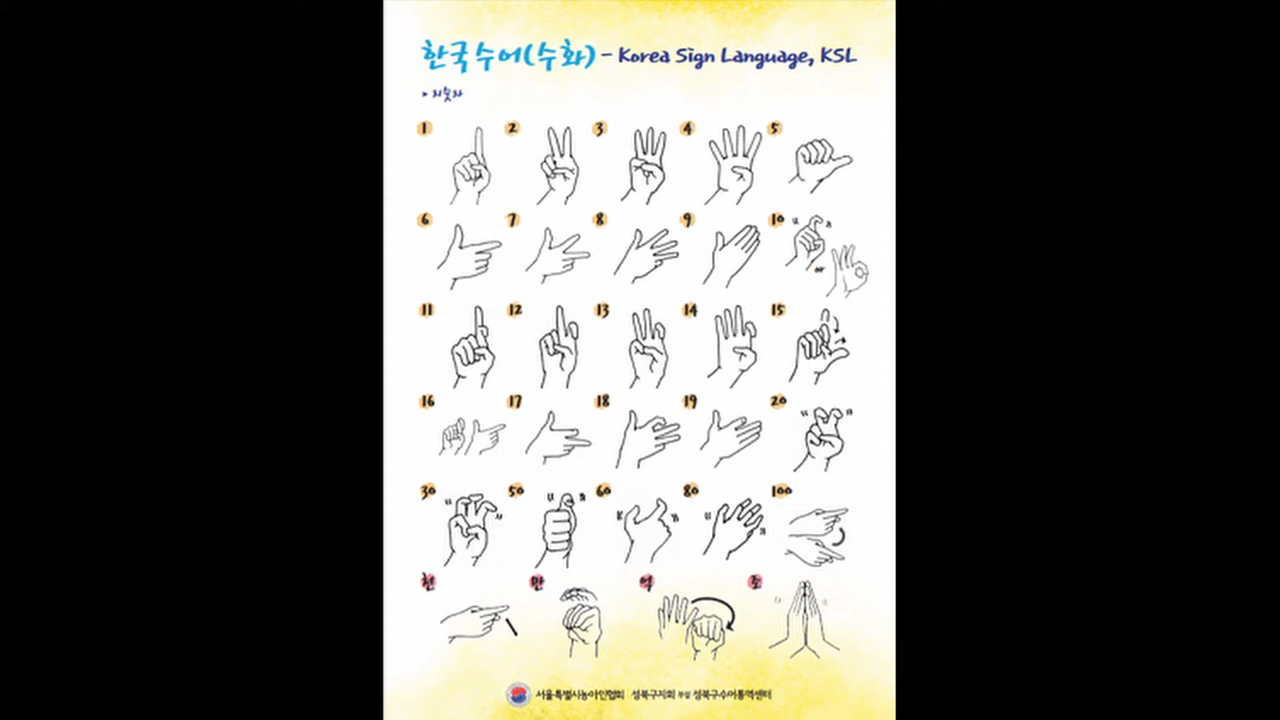 한국수어(수화) - Korea Sign Language, KSL
▸ 지숫자
1 2 3 4 5
6 7 8 9 10
" "
or
11 12 13 14 15
16 17 18 19 20
" "
30 50 60 80 100
" " " " " " " "
천 만 억 조
서울특별시농아인협회 성북구지회 부설 성북구수어통역센터